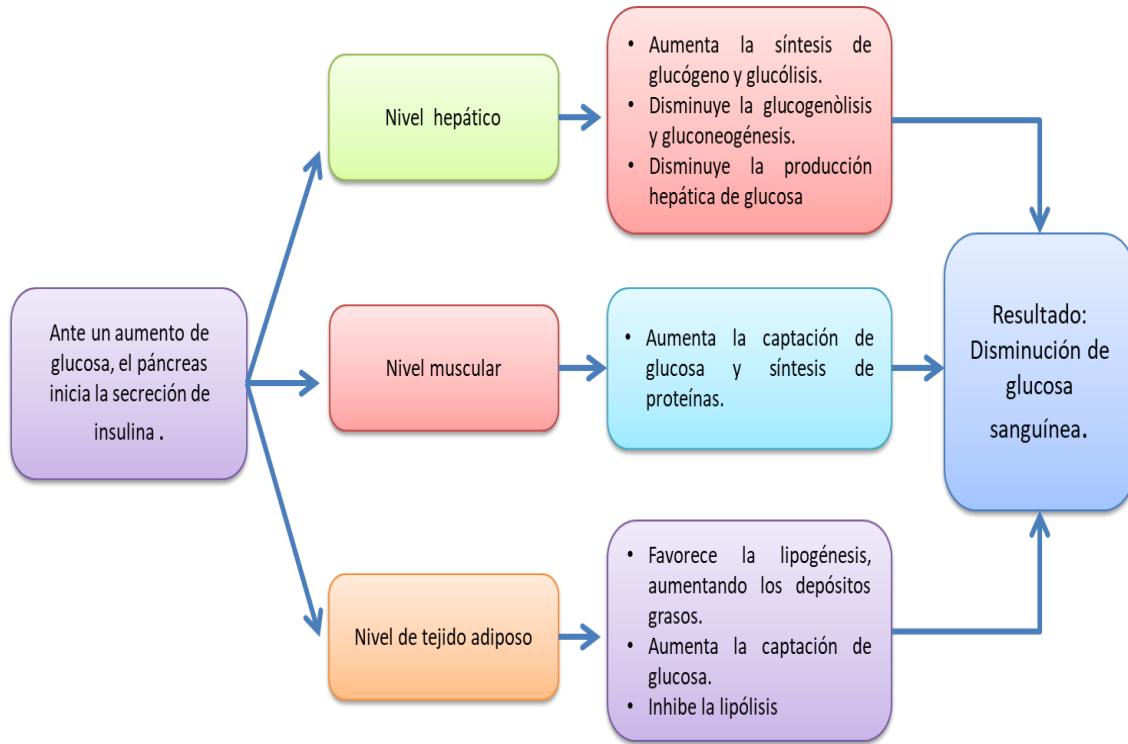 Ante un aumento de
glucosa, el páncreas
inicia la secreción de
insulina .
Nivel hepático
• Aumenta la síntesis de
glucógeno y glucólisis.
• Disminuye la glucogenòlisis
y gluconeogénesis.
• Disminuye la producción
hepática de glucosa
Nivel muscular
• Aumenta la captación de
glucosa y síntesis de
proteínas.
Nivel de tejido adiposo
• Favorece la lipogénesis,
aumentando los depósitos
grasos.
• Aumenta la captación de
glucosa.
• Inhibe la lipólisis
Resultado:
Disminución de
glucosa
sanguínea.